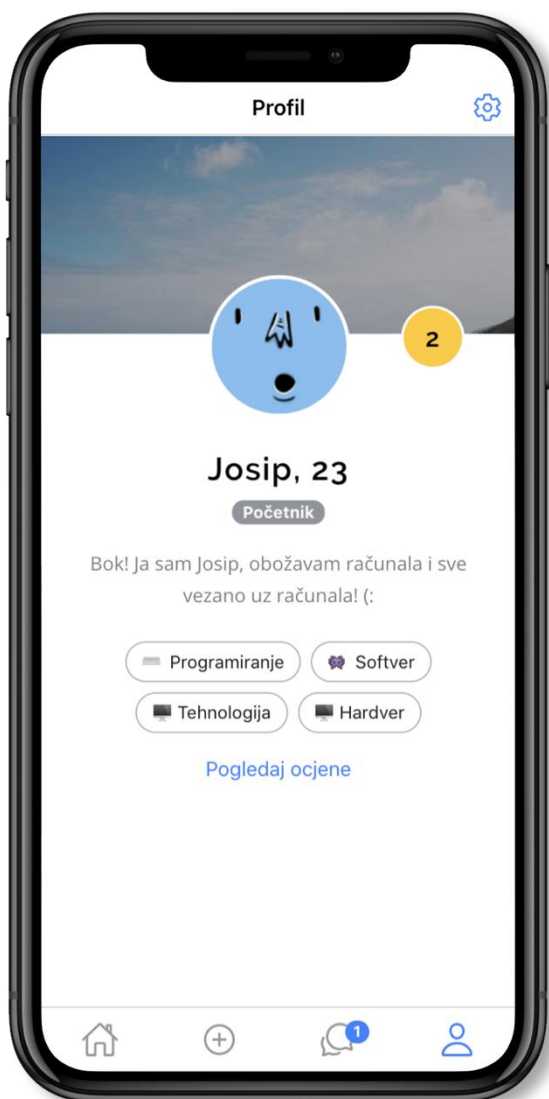 Profil
2
Josip, 23
Početnik
Bok! Ja sam Josip, obožavam računala i sve
vezano uz računala! (:
Programiranje
Softver
Tehnologija
Hardver
Pogledaj ocjene
1